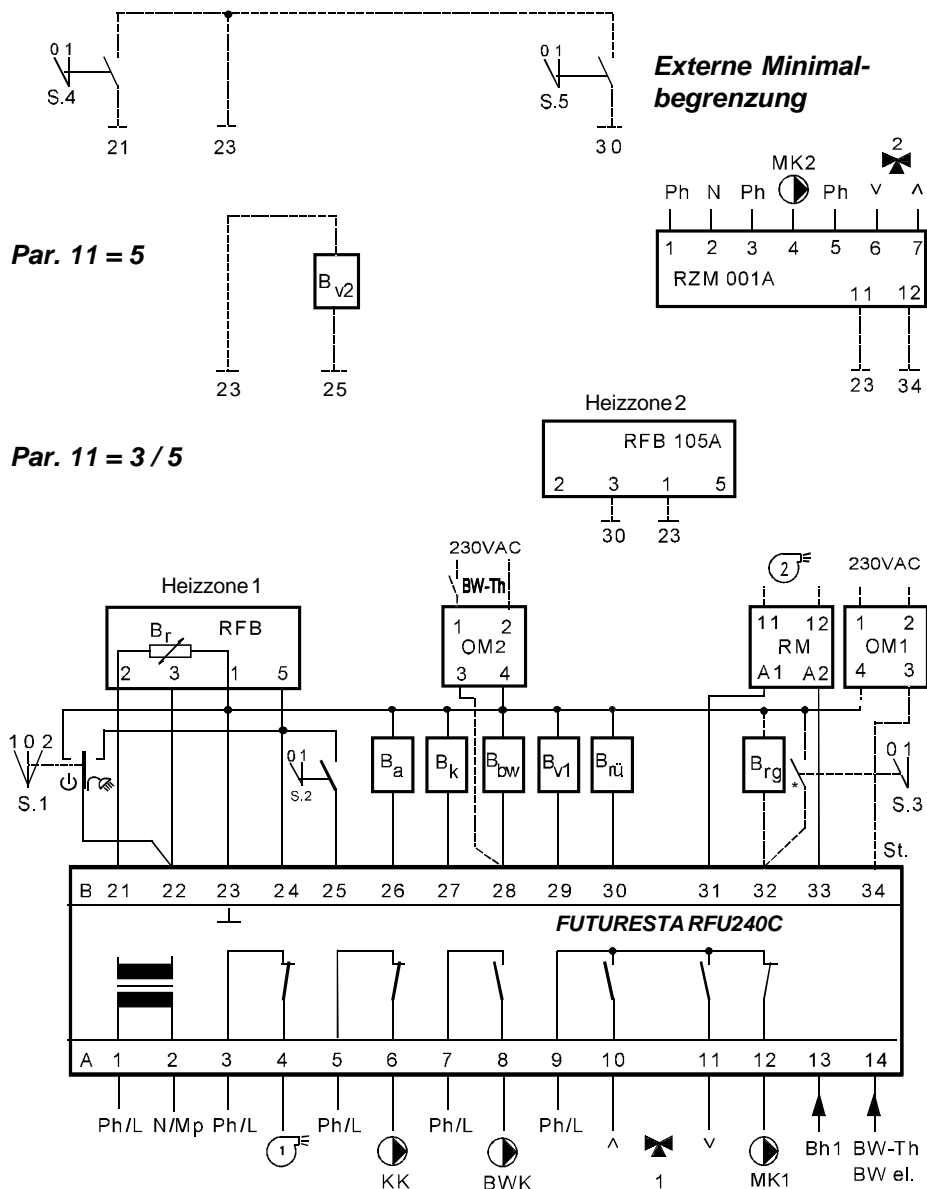 0 1
S.4
0 1
S.5
Externe Minimal-
begrenzung
21 23 30
MK2 2
Ph N Ph Ph ˅ ˄
1 2 3 4 5 6 7
RZM 001A
11 12
Par. 11 = 5
B v2
23 25
23 34
Heizzone 2
Par. 11 = 3 / 5
RFB 105A
2 3 1 5
30 23
230VAC
BW-Th
2
230VAC
Heizzone 1
Br RFB
2 3 1 5
1 2
OM2
3 4
11 12
RM
A1 A2
1 2
OM1
4 3
1 0 2
S.1
0 1
S.2
Ba Bk Bbw Bv1 Brü Brg
*
0 1
S.3
St.
B 21 22 23 24 25 26 27 28 29 30 31 32 33 34
FUTURESTA RFU240C
A 1 2 3 4 5 6 7 8 9 10 11 12 13 14
Ph/L N/Mp Ph/L 1 Ph/L Ph/L Ph/L ˄ ˅ Bh1 BW-Th
KK BWK 1 MK1 BW el.